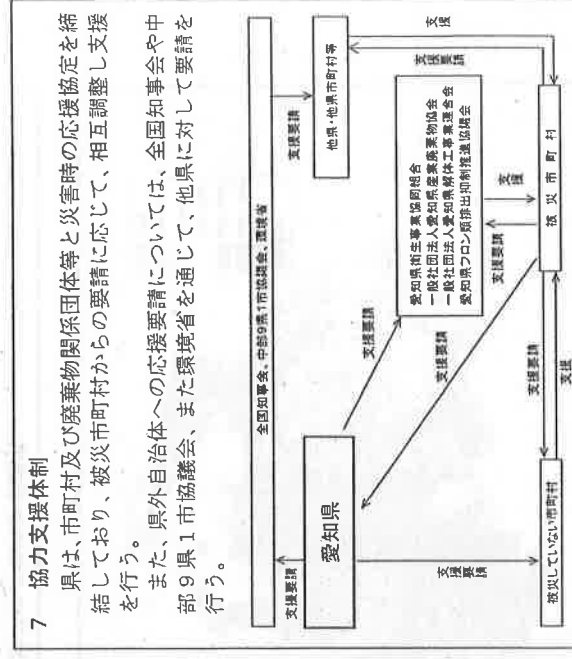 7 協力支援体制
県は、市町村及び廃棄物関係団体等と災害時の応援協定を締
結しており、被災市町村からの要請に応じて、相互調整し支援
を行う。
また、県外自治体への応援要請については、全国知事会や中
部9県1市協議会、また環境省を通じて、他県に対して要請を
行う。
全国知事会、中部9県1市協議会、環境省
支援要請
支援要請
愛知県
他県・他県市町村等
支援要請
支援要請
支援
愛知県衛生事業協同組合
一般社団法人愛知県産業廃棄物協会
一般社団法人愛知県解体工事業連合会
愛知県フロン類排出抑制推進協議会
支援要請
支援要請
支援要請
支援
支援要請
支援
被災していない市町村
被災市町村